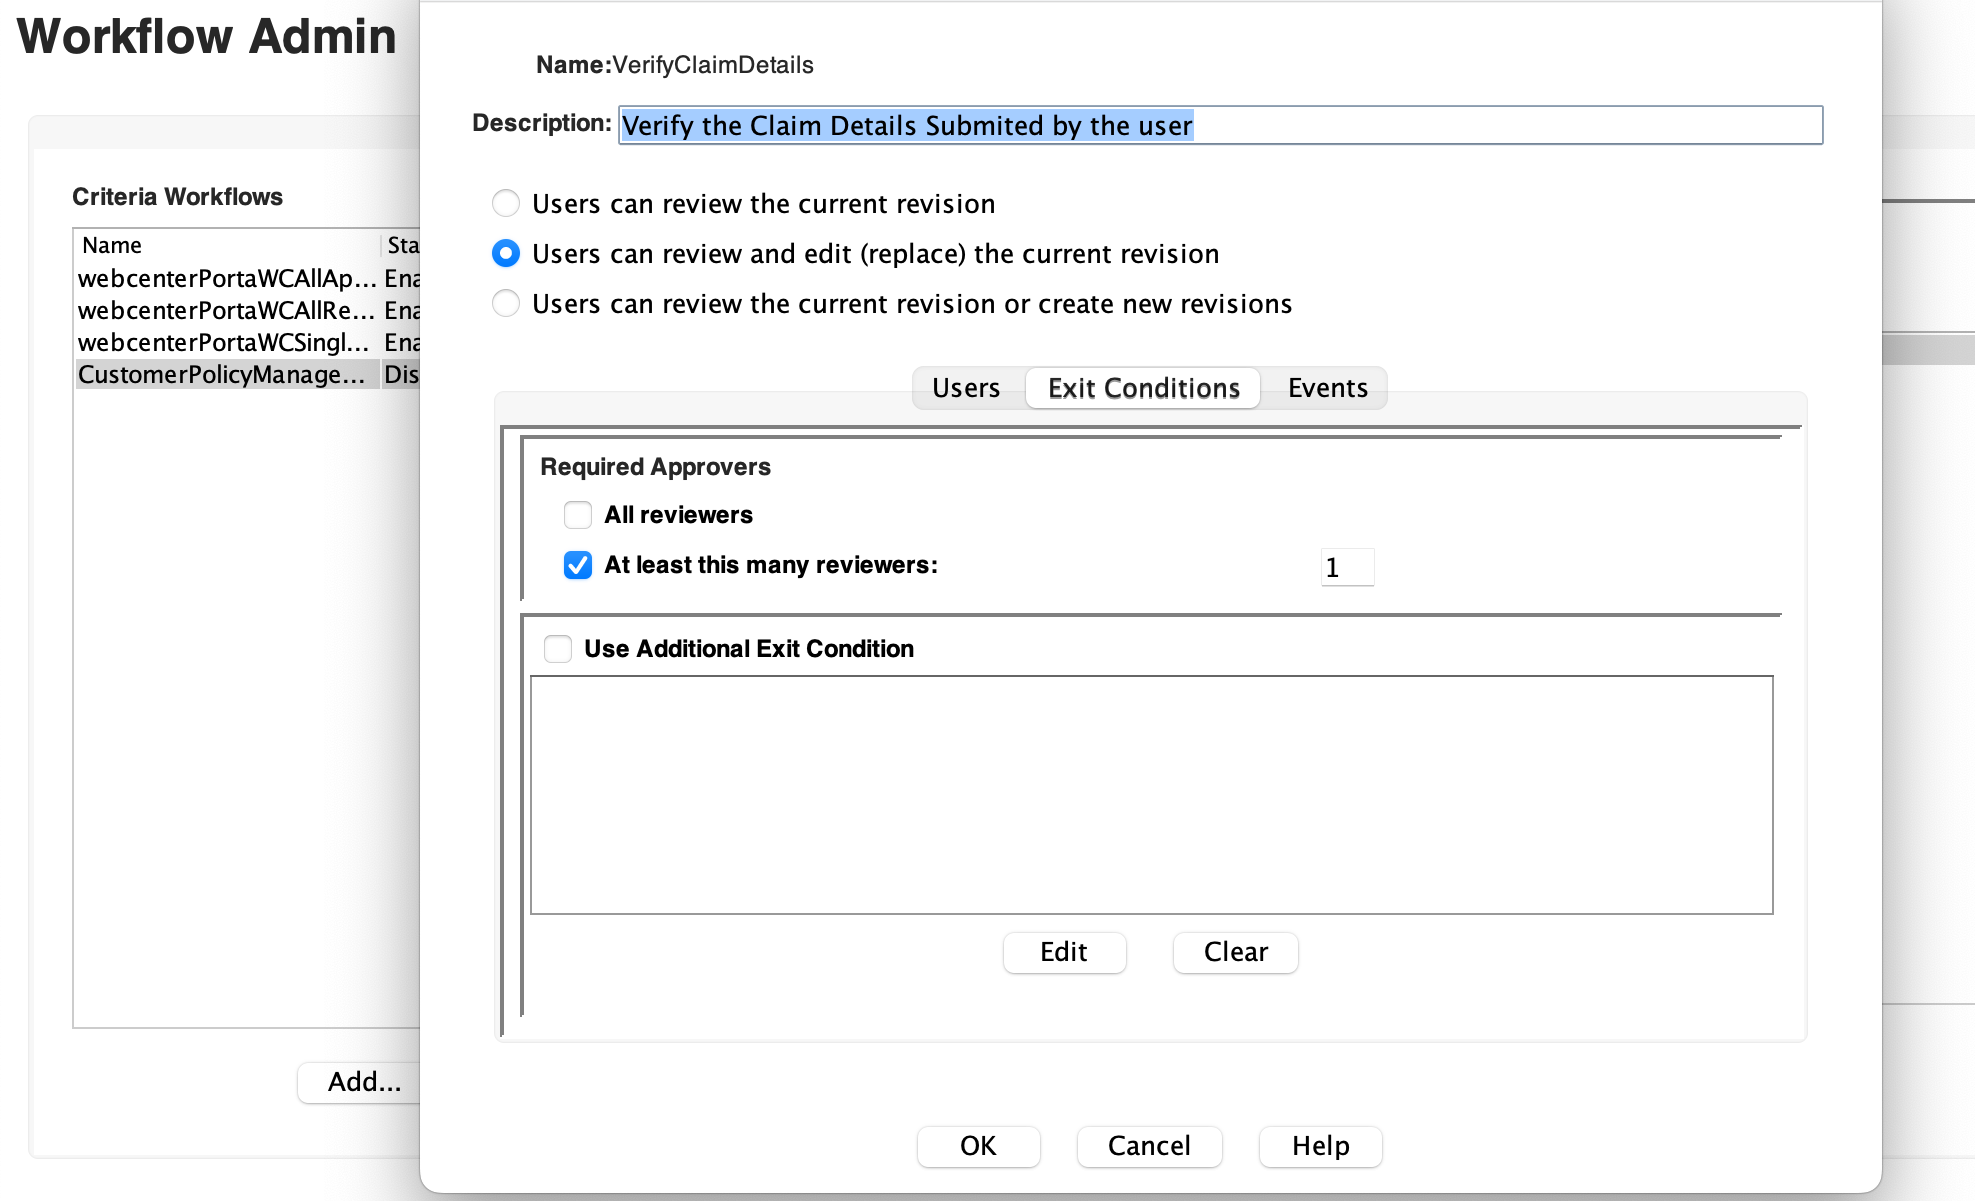 Workflow Admin
Criteria Workflows
Name Sta
webcenterPortaWCAllAp... Ena
webcenterPortaWCAllRe... Ena
webcenterPortaWCSingl... Ena
CustomerPolicyManage... Dis
Add...
Name:VerifyClaimDetails
Description: Verify the Claim Details Submited by the user
Users can review the current revision
Users can review and edit (replace) the current revision
Users can review the current revision or create new revisions
Users Exit Conditions Events
Required Approvers
All reviewers
At least this many reviewers: 1
Use Additional Exit Condition
Edit Clear
OK Cancel Help